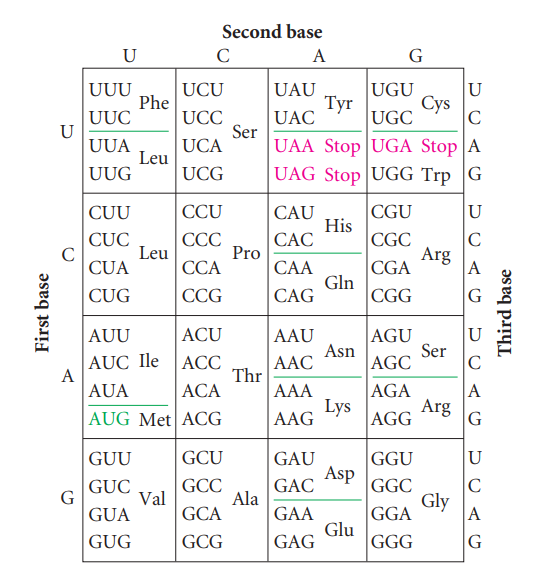 Second base
U C A G
UUU Phe UCU Ser UAU Tyr UGU Cys U
UUC UCC UAC UGC C
U UUA Leu UCA UAA Stop UGA Stop A
UUG UCG UAG Stop UGG Trp G
CUU Leu CCU Pro CAU His CGU Arg U
CUC CCC CAC CGC C
C CUA CCA CAA Gln CGA A
CUG CCG CAG CGG G
First base
Third base
AUU Ile ACU Thr AAU Asn AGU Ser U
AUC ACC AAC AGC C
A AUA ACA AAA Lys AGA Arg A
AUG Met ACG AAG AGG G
GUU Val GCU Ala GAU Asp GGU Gly U
GUC GCC GAC GGC C
G GUA GCA GAA Glu GGA A
GUG GCG GAG GGG G